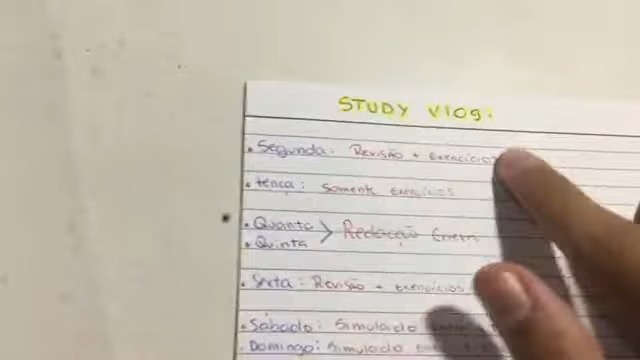 STUDY VLOG:
• Segunda: Revisão + exercícios
• terça: Somente exercícios
• Quarta > Redação Enem
• Quinta
• Sexta: Revisão + exercícios
• Sábado: Simulado
• Domingo: Simulado